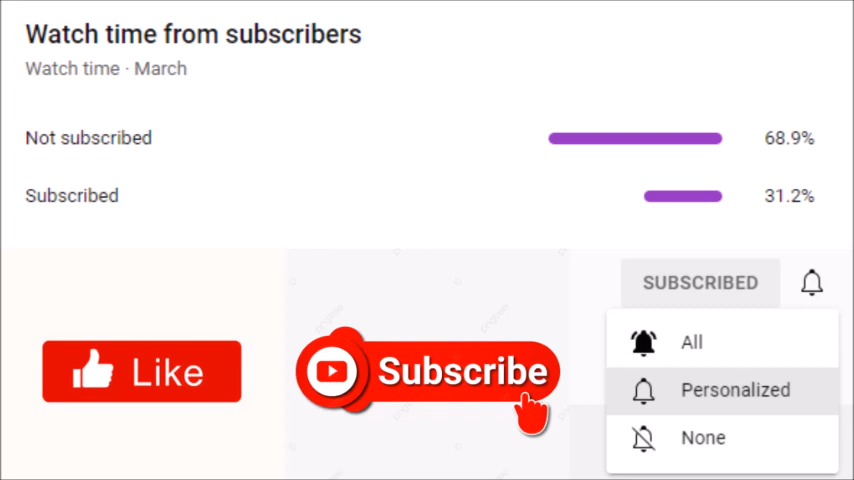 Watch time from subscribers
Watch time · March
Not subscribed 68.9%
Subscribed 31.2%
SUBSCRIBED
Like
Subscribe
All
Personalized
None